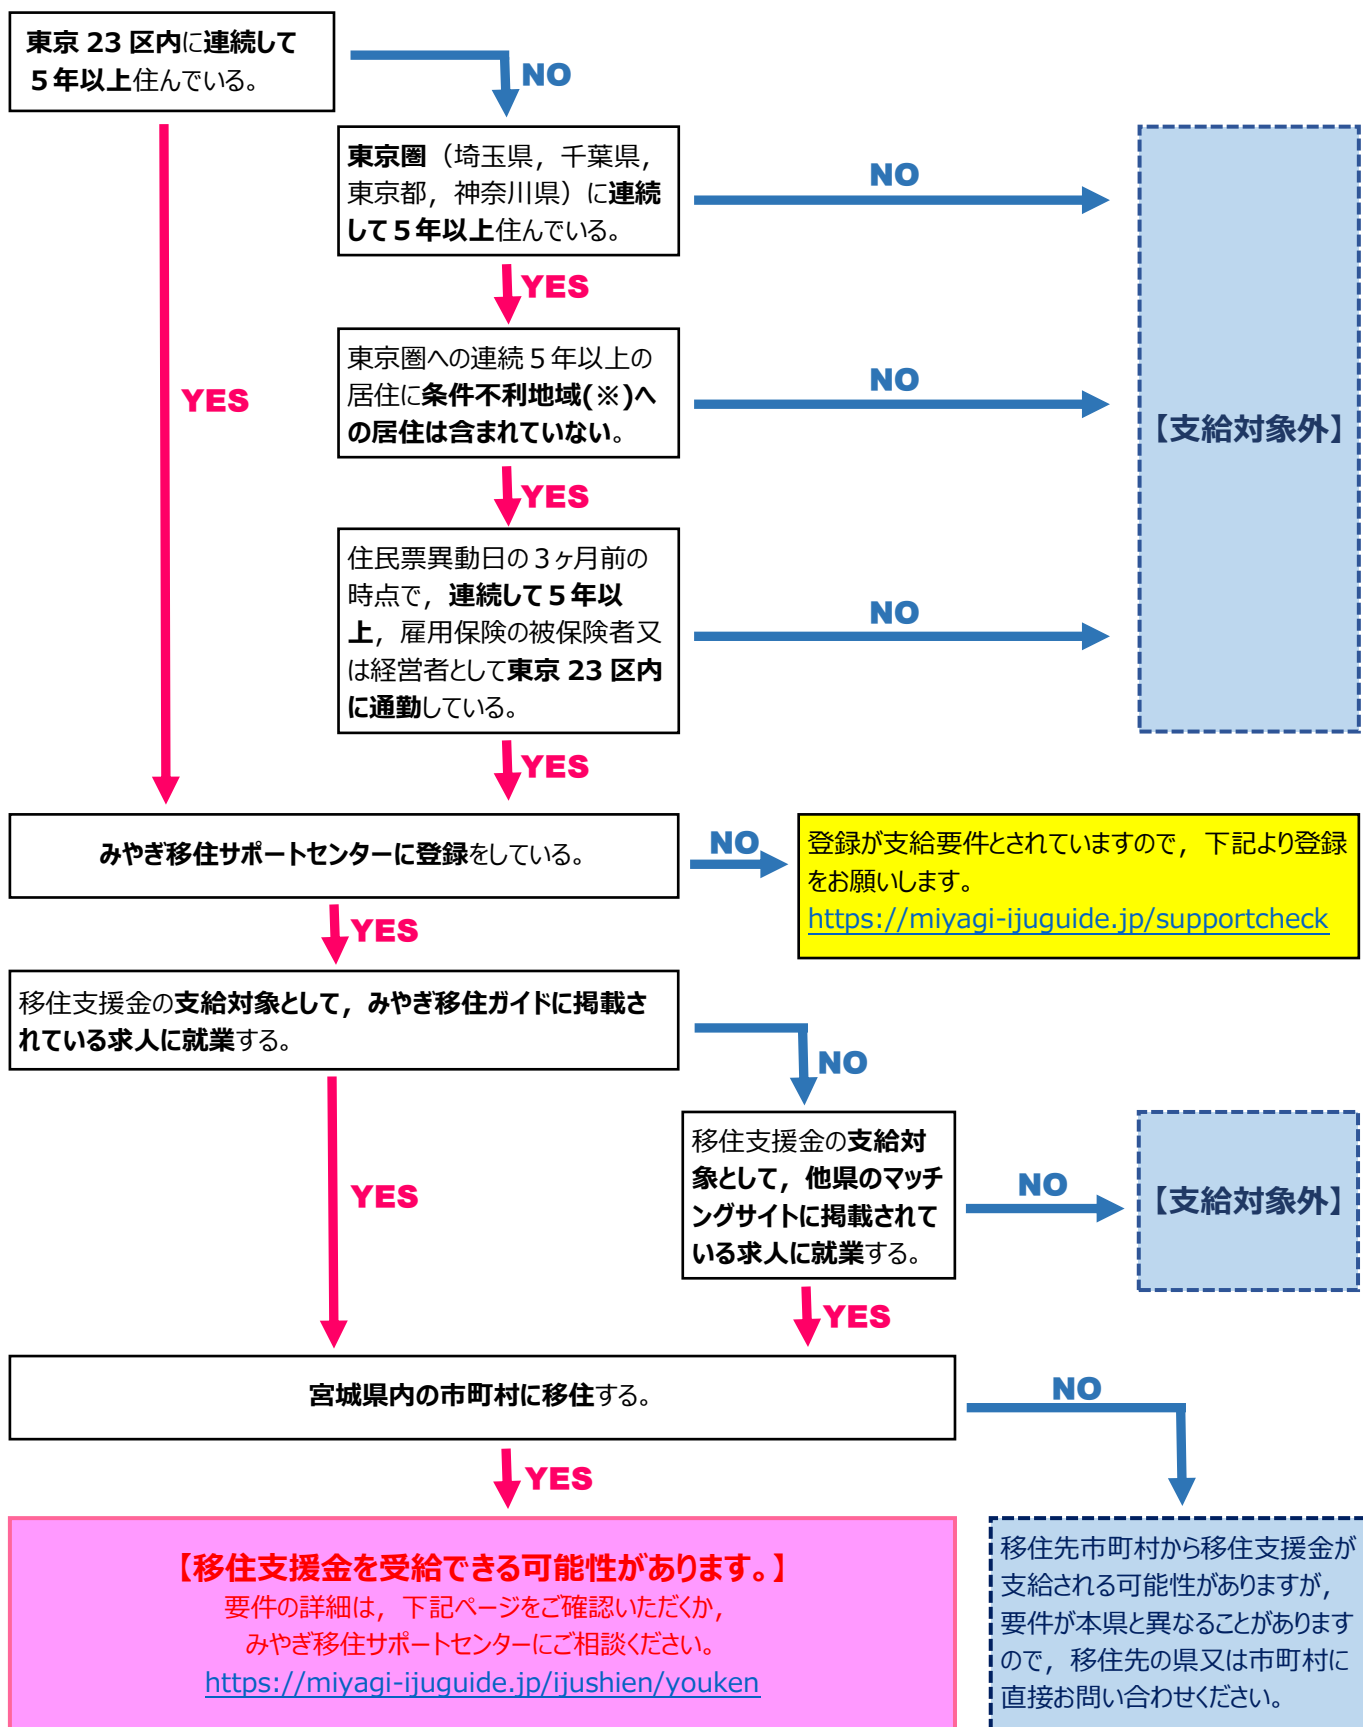 東京 23 区内に連続して
５年以上住んでいる。
NO
東京圏（埼玉県，千葉県，
東京都，神奈川県）に連続
して５年以上住んでいる。
NO
YES
東京圏への連続５年以上の
居住に条件不利地域(※)へ
の居住は含まれていない。
NO
YES
YES
【支給対象外】
住民票異動日の３ヶ月前の
時点で，連続して５年以
上，雇用保険の被保険者又
は経営者として東京 23 区内
に通勤している。
NO
YES
みやぎ移住サポートセンターに登録をしている。
NO
登録が支給要件とされていますので，下記より登録
をお願いします。
https://miyagi-ijuguide.jp/supportcheck
YES
移住支援金の支給対象として，みやぎ移住ガイドに掲載さ
れている求人に就業する。
NO
YES
移住支援金の支給対
象として，他県のマッチ
ングサイトに掲載されて
いる求人に就業する。
NO
【支給対象外】
YES
宮城県内の市町村に移住する。
NO
YES
【移住支援金を受給できる可能性があります。】
要件の詳細は，下記ページをご確認いただくか，
みやぎ移住サポートセンターにご相談ください。
https://miyagi-ijuguide.jp/ijushien/youken
移住先市町村から移住支援金が
支給される可能性がありますが，
要件が本県と異なることがあります
ので，移住先の県又は市町村に
直接お問い合わせください。